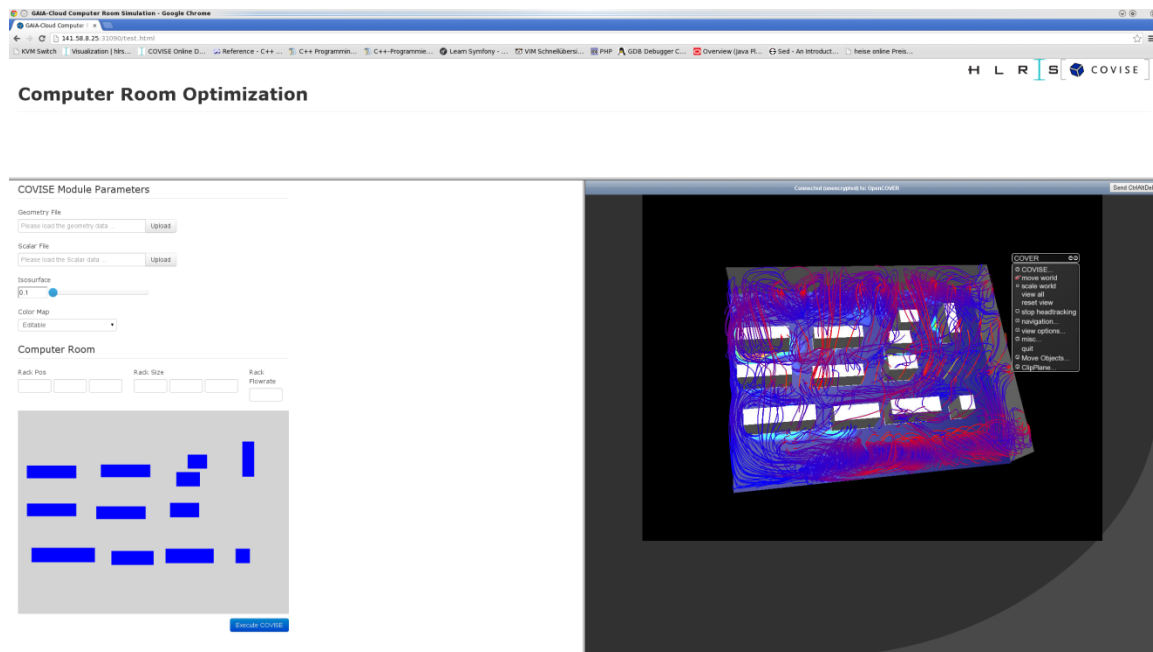 GAIA-Cloud Computer Room Simulation - Google Chrome
GAIA-Cloud Computer
141.58.8.25:31090/test.html
KVM Switch Visualization | hlrs... COVISE Online D... Reference - C++ ... C++ Programmin... C++-Programmie... Learn Symfony - ... VIM Schnellübersi... PHP GDB Debugger C... Overview (Java Pl... Sed - An Introduct... heise online Preis...
HLRS COVISE
Computer Room Optimization
COVISE Module Parameters
Connected (unencrypted) to: OpenCOVER
Send CtrlAltDel
Geometry File
Please load the geometry data ... Upload
Scalar File
Please load the Scalar data ... Upload
Isosurface
0.1
Color Map
Editable
Computer Room
Rack Pos Rack Size Rack Flowrate
Execute COVISE
COVER
COVISE...
move world
scale world
view all
reset view
stop headtracking
navigation...
view options...
misc...
quit
Move Objects...
ClipPlane...